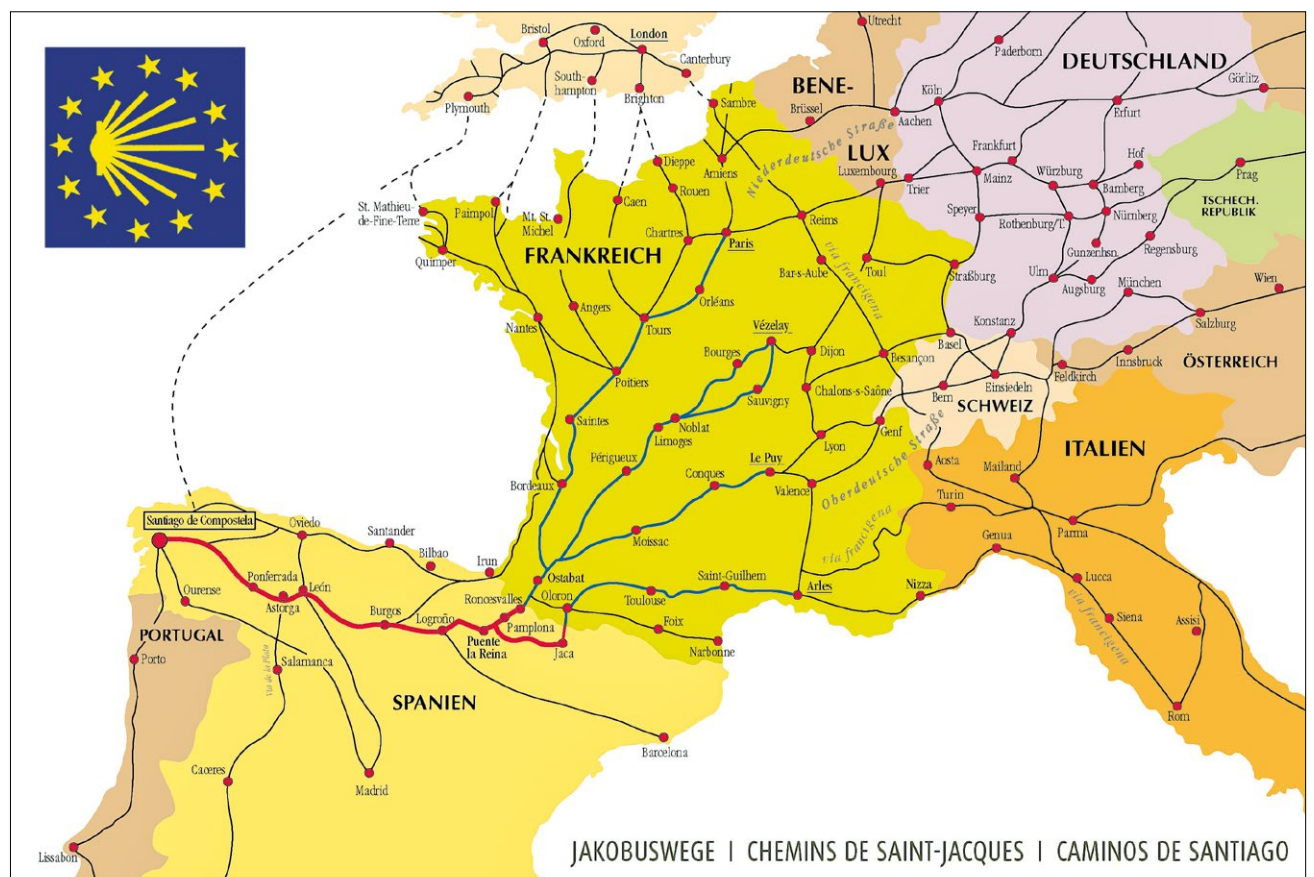 Utrecht
Bristol
Oxford
London
Paderborn
DEUTSCHLAND
Canterbury
BENE-
Görlitz
South-
hampton
Brighton
Plymouth
Köln
Sambre
Brüssel
Aachen
Erfurt
Niederdeutsche Straße
LUX
Luxembourg
Frankfurt
Hof
Dieppe
Amiens
Trier
Mainz
Würzburg
Bamberg
Prag
TSCHECH.
REPUBLIK
Rouen
St. Mathieu-
de-Fine-Terre
Paimpol
Mt. St.
Michel
Caen
Reims
Speyer
Rothenburg/T.
Nürnberg
Chartres
Paris
FRANKREICH
Quimper
via francigena
Bar-s-Aube
Toul
Straßburg
Gunzenhsn.
Regensburg
Ulm
Augsburg
München
Wien
Orléans
Angers
Nantes
Tours
Vézelay
Konstanz
Salzburg
Basel
Bourges
Dijon
Besançon
Innsbruck
ÖSTERREICH
Poitiers
Feldkirch
Sauvigny
Chalons-s-Saône
Bern
Einsiedeln
SCHWEIZ
Saintes
Noblat
Limoges
Lyon
Genf
Oberdeutsche Straße
ITALIEN
Périgueux
Conques
Le Puy
Aosta
Mailand
Bordeaux
Valence
Turin
Santiago de Compostela
Oviedo
Santander
Moissac
via francigena
Parma
Bilbao
Irun
Genua
Ponferrada
León
Ostabat
Saint-Guilhem
Lucca
Ourense
Astorga
Roncesvalles
Oloron
Toulouse
Arles
Nizza
Burgos
Logroño
Pamplona
Foix
via francigena
Siena
Assisi
PORTUGAL
Puente
la Reina
Jaca
Narbonne
Porto
Salamanca
Via de la Plata
SPANIEN
Rom
Barcelona
Caceres
Madrid
Lissabon
JAKOBUSWEGE I CHEMINS DE SAINT-JACQUES I CAMINOS DE SANTIAGO